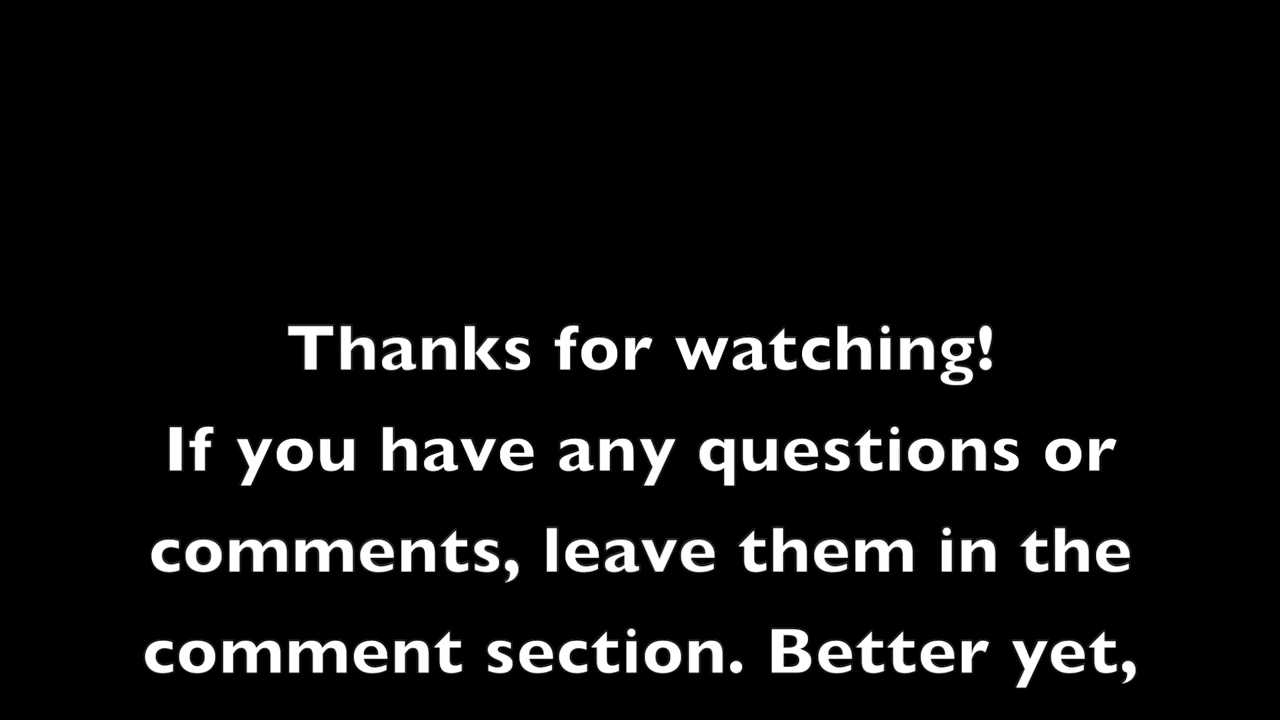 Thanks for watching!
If you have any questions or
comments, leave them in the
comment section. Better yet,